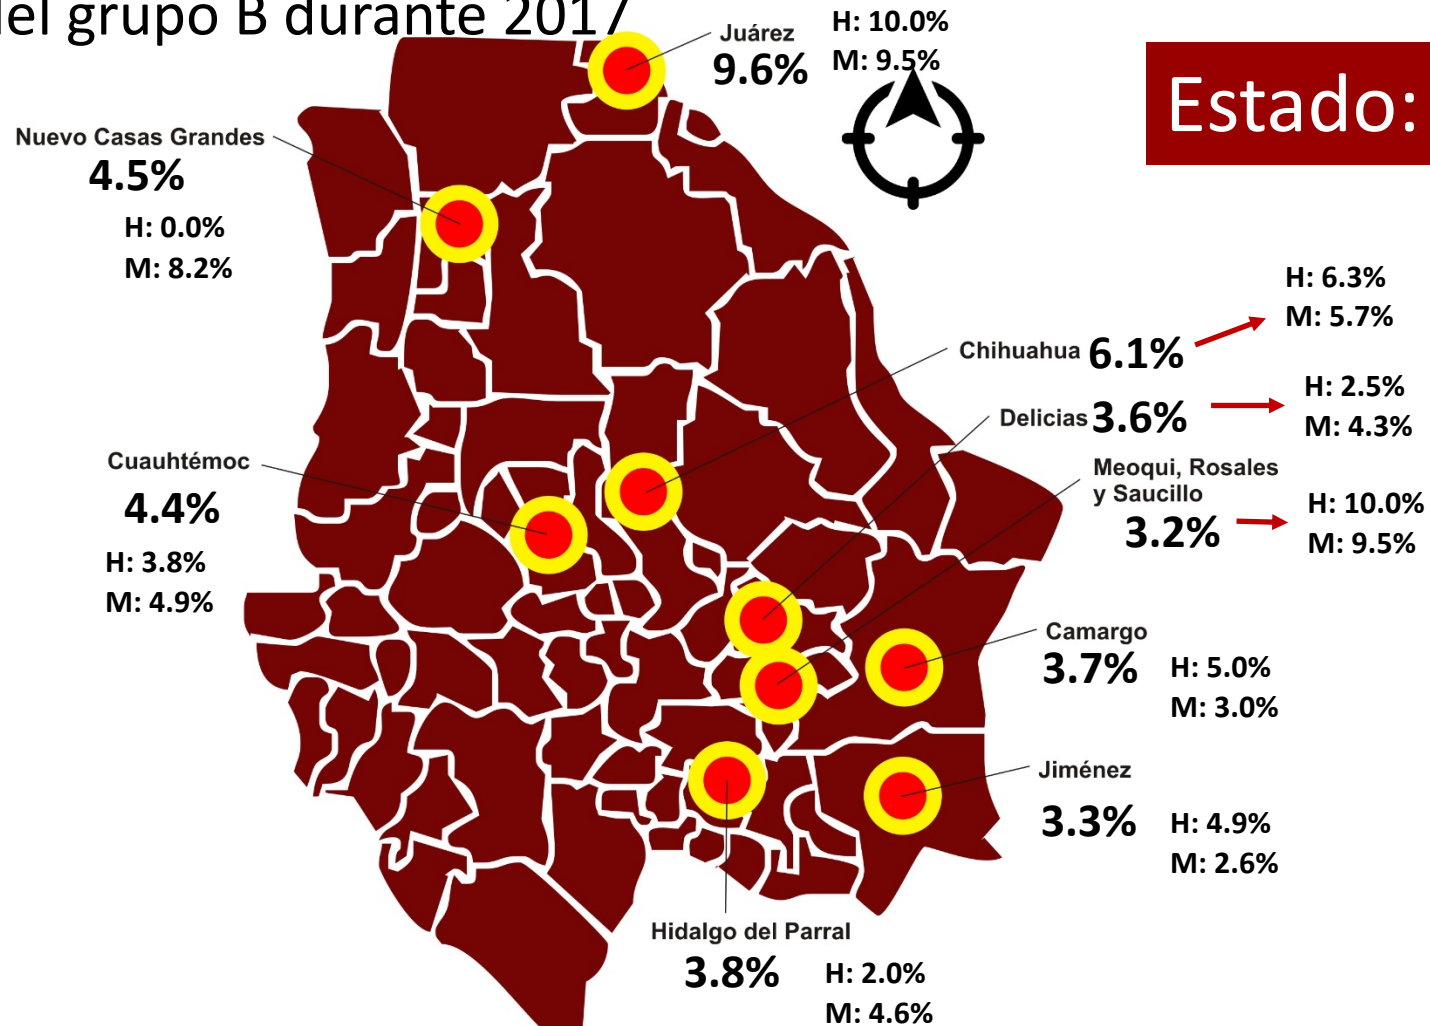 del grupo B durante 2017
Estado:
Juárez
9.6%
H: 10.0%
M: 9.5%
Nuevo Casas Grandes
4.5%
H: 0.0%
M: 8.2%
Chihuahua 6.1%
H: 6.3%
M: 5.7%
Delicias 3.6%
H: 2.5%
M: 4.3%
Cuauhtémoc
4.4%
H: 3.8%
M: 4.9%
Meoqui, Rosales
y Saucillo
3.2%
H: 10.0%
M: 9.5%
Camargo
3.7%
H: 5.0%
M: 3.0%
Jiménez
3.3%
H: 4.9%
M: 2.6%
Hidalgo del Parral
3.8%
H: 2.0%
M: 4.6%